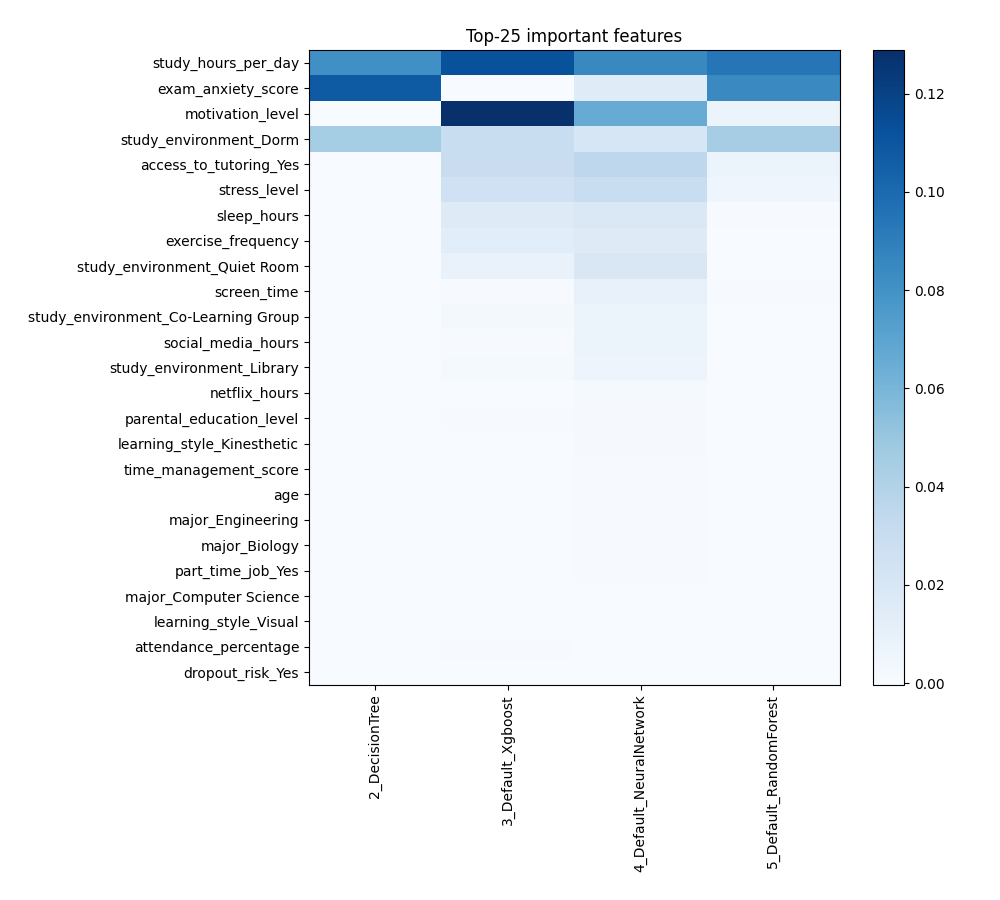 Top-25 important features
study_hours_per_day
exam_anxiety_score
motivation_level
study_environment_Dorm
access_to_tutoring_Yes
stress_level
sleep_hours
exercise_frequency
study_environment_Quiet Room
screen_time
study_environment_Co-Learning Group
social_media_hours
study_environment_Library
netflix_hours
parental_education_level
learning_style_Kinesthetic
time_management_score
age
major_Engineering
major_Biology
part_time_job_Yes
major_Computer Science
learning_style_Visual
attendance_percentage
dropout_risk_Yes
2_DecisionTree
3_Default_Xgboost
4_Default_NeuralNetwork
5_Default_RandomForest
0.12
0.10
0.08
0.06
0.04
0.02
0.00